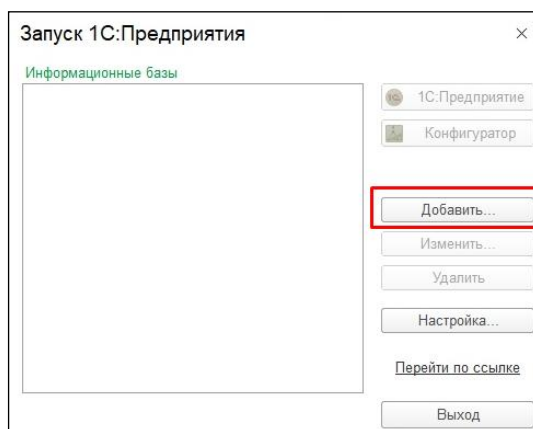 Запуск 1С:Предприятия
Информационные базы
1С:Предприятие
Конфигуратор
Добавить...
Изменить...
Удалить
Настройка...
Перейти по ссылке
Выход